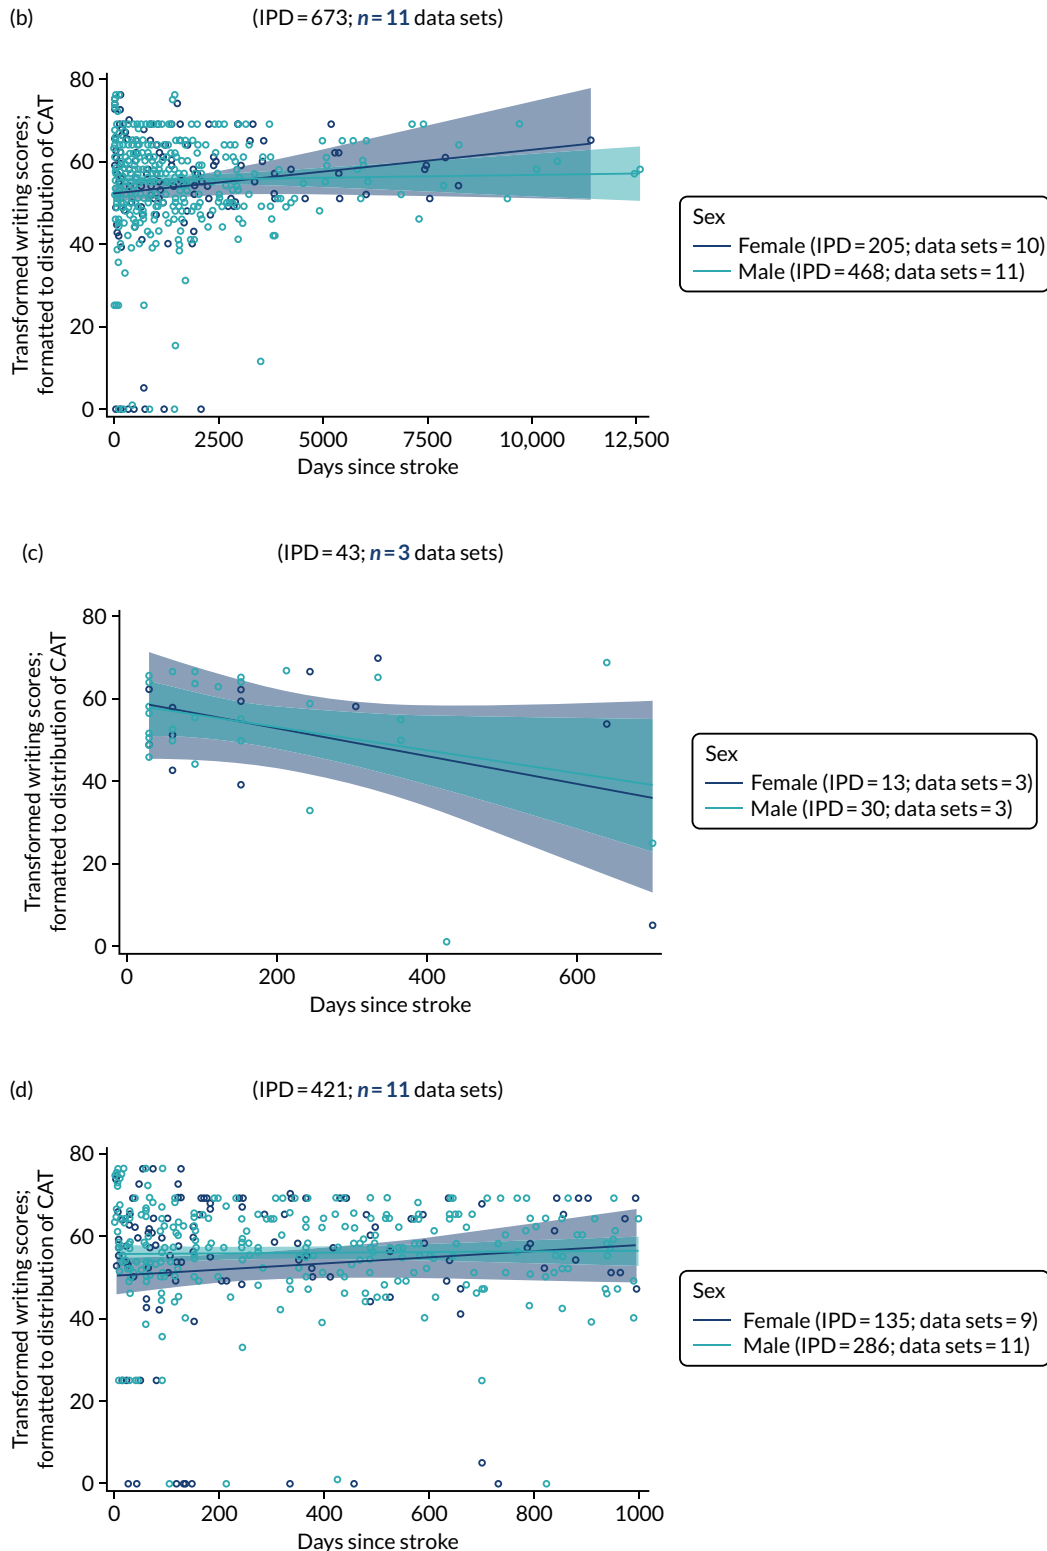 (b)
(IPD = 673; n = 11 data sets)
Transformed writing scores;
formatted to distribution of CAT
80
60
40
20
0
0 2500 5000 7500 10,000 12,500
Days since stroke
Sex
Female (IPD = 205; data sets = 10)
Male (IPD = 468; data sets = 11)
(c)
(IPD = 43; n = 3 data sets)
Transformed writing scores;
formatted to distribution of CAT
80
60
40
20
0
0 200 400 600
Days since stroke
Sex
Female (IPD = 13; data sets = 3)
Male (IPD = 30; data sets = 3)
(d)
(IPD = 421; n = 11 data sets)
Transformed writing scores;
formatted to distribution of CAT
80
60
40
20
0
0 200 400 600 800 1000
Days since stroke
Sex
Female (IPD = 135; data sets = 9)
Male (IPD = 286; data sets = 11)